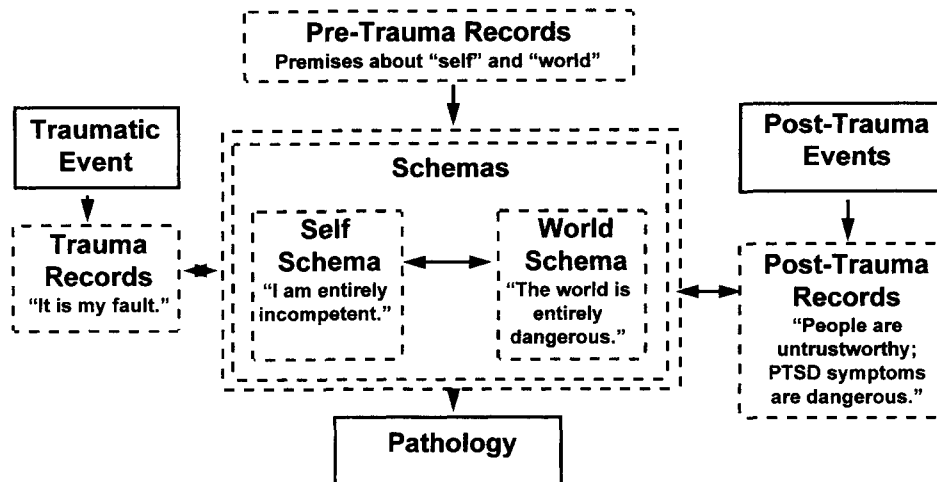 Pre-Trauma Records
Premises about “self” and “world”
Traumatic
Event
Post-Trauma
Events
Schemas
Trauma
Records
“It is my fault.”
Self
Schema
“I am entirely
incompetent.”
World
Schema
“The world is
entirely
dangerous.”
Post-Trauma
Records
“People are
untrustworthy;
PTSD symptoms
are dangerous.”
Pathology